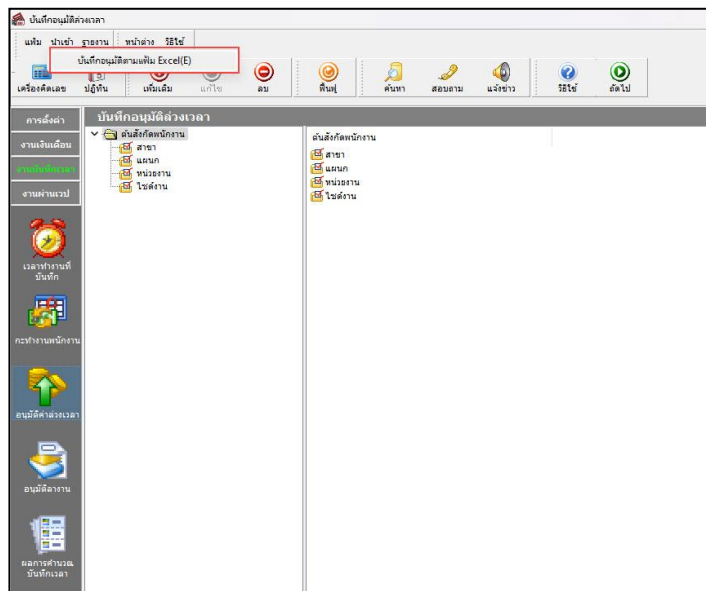 บันทึกอนุมัติล่วงเวลา
แฟ้ม นำเข้า รายงาน หน้าต่าง วิธีใช้
บันทึกอนุมัติตามแฟ้ม Excel(E)
เครื่องคิดเลข ปฏิทิน เพิ่มเติม แก้ไข ลบ ฟื้นฟู ค้นหา สอบถาม แจ้งข่าว วิธีใช้ ถัดไป
การตั้งค่า
งานเงินเดือน
งานบันทึกเวลา
งานผ่านเวป
เวลาทำงานที่
บันทึก
กะทำงานพนักงาน
อนุมัติค่าล่วงเวลา
อนุมัติลางาน
ผลการคำนวณ
บันทึกเวลา
บันทึกอนุมัติล่วงเวลา
ต้นสังกัดพนักงาน
สาขา
แผนก
หน่วยงาน
ไซต์งาน
ต้นสังกัดพนักงาน
สาขา
แผนก
หน่วยงาน
ไซต์งาน